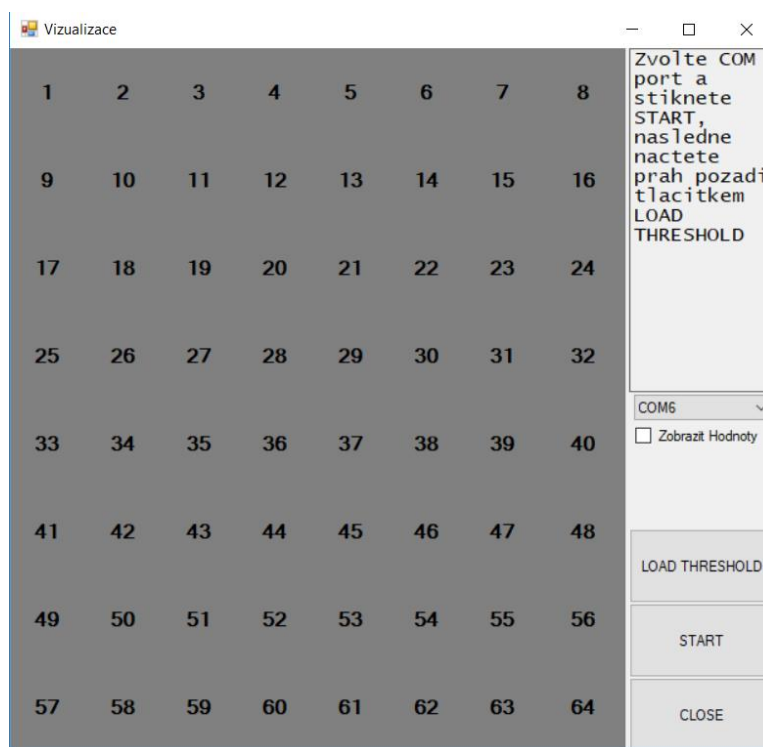 Vizualizace
1 2 3 4 5 6 7 8
9 10 11 12 13 14 15 16
17 18 19 20 21 22 23 24
25 26 27 28 29 30 31 32
33 34 35 36 37 38 39 40
41 42 43 44 45 46 47 48
49 50 51 52 53 54 55 56
57 58 59 60 61 62 63 64
Zvolte COM
port a
stiknete
START,
nasledne
nactete
prah pozadi
tlacitkem
LOAD
THRESHOLD
COM6
Zobrazit Hodnoty
LOAD THRESHOLD
START
CLOSE